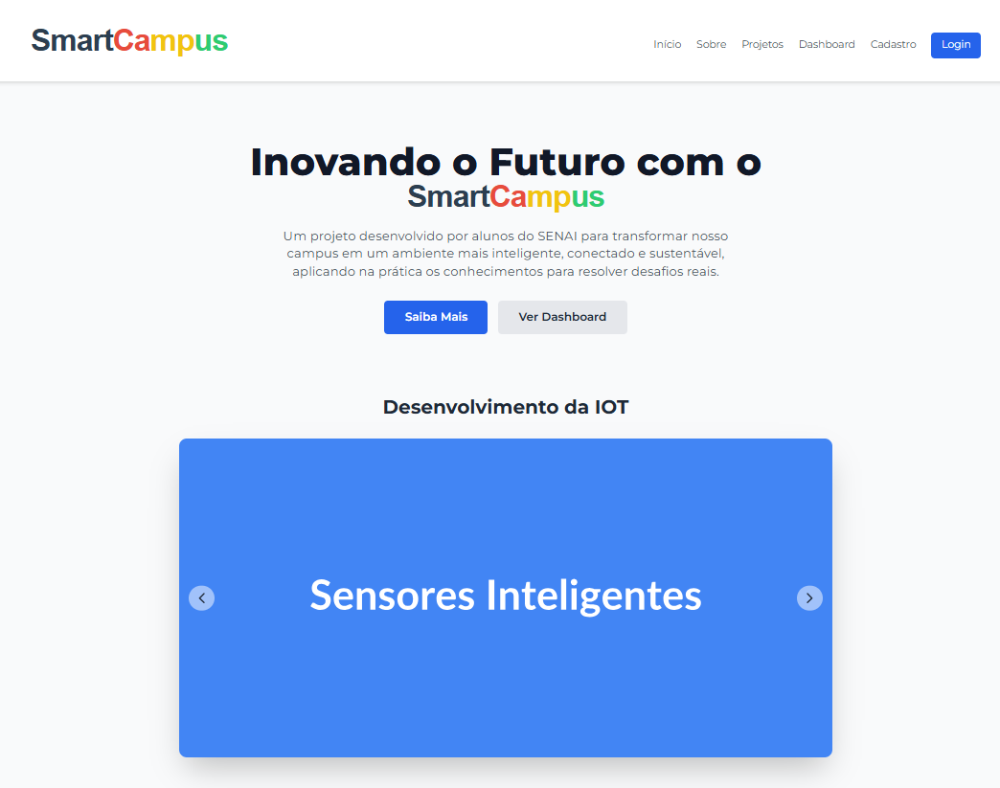 SmartCampus
Início Sobre Projetos Dashboard Cadastro Login
Inovando o Futuro com o
SmartCampus
Um projeto desenvolvido por alunos do SENAI para transformar nosso
campus em um ambiente mais inteligente, conectado e sustentável,
aplicando na prática os conhecimentos para resolver desafios reais.
Saiba Mais Ver Dashboard
Desenvolvimento da IOT
Sensores Inteligentes